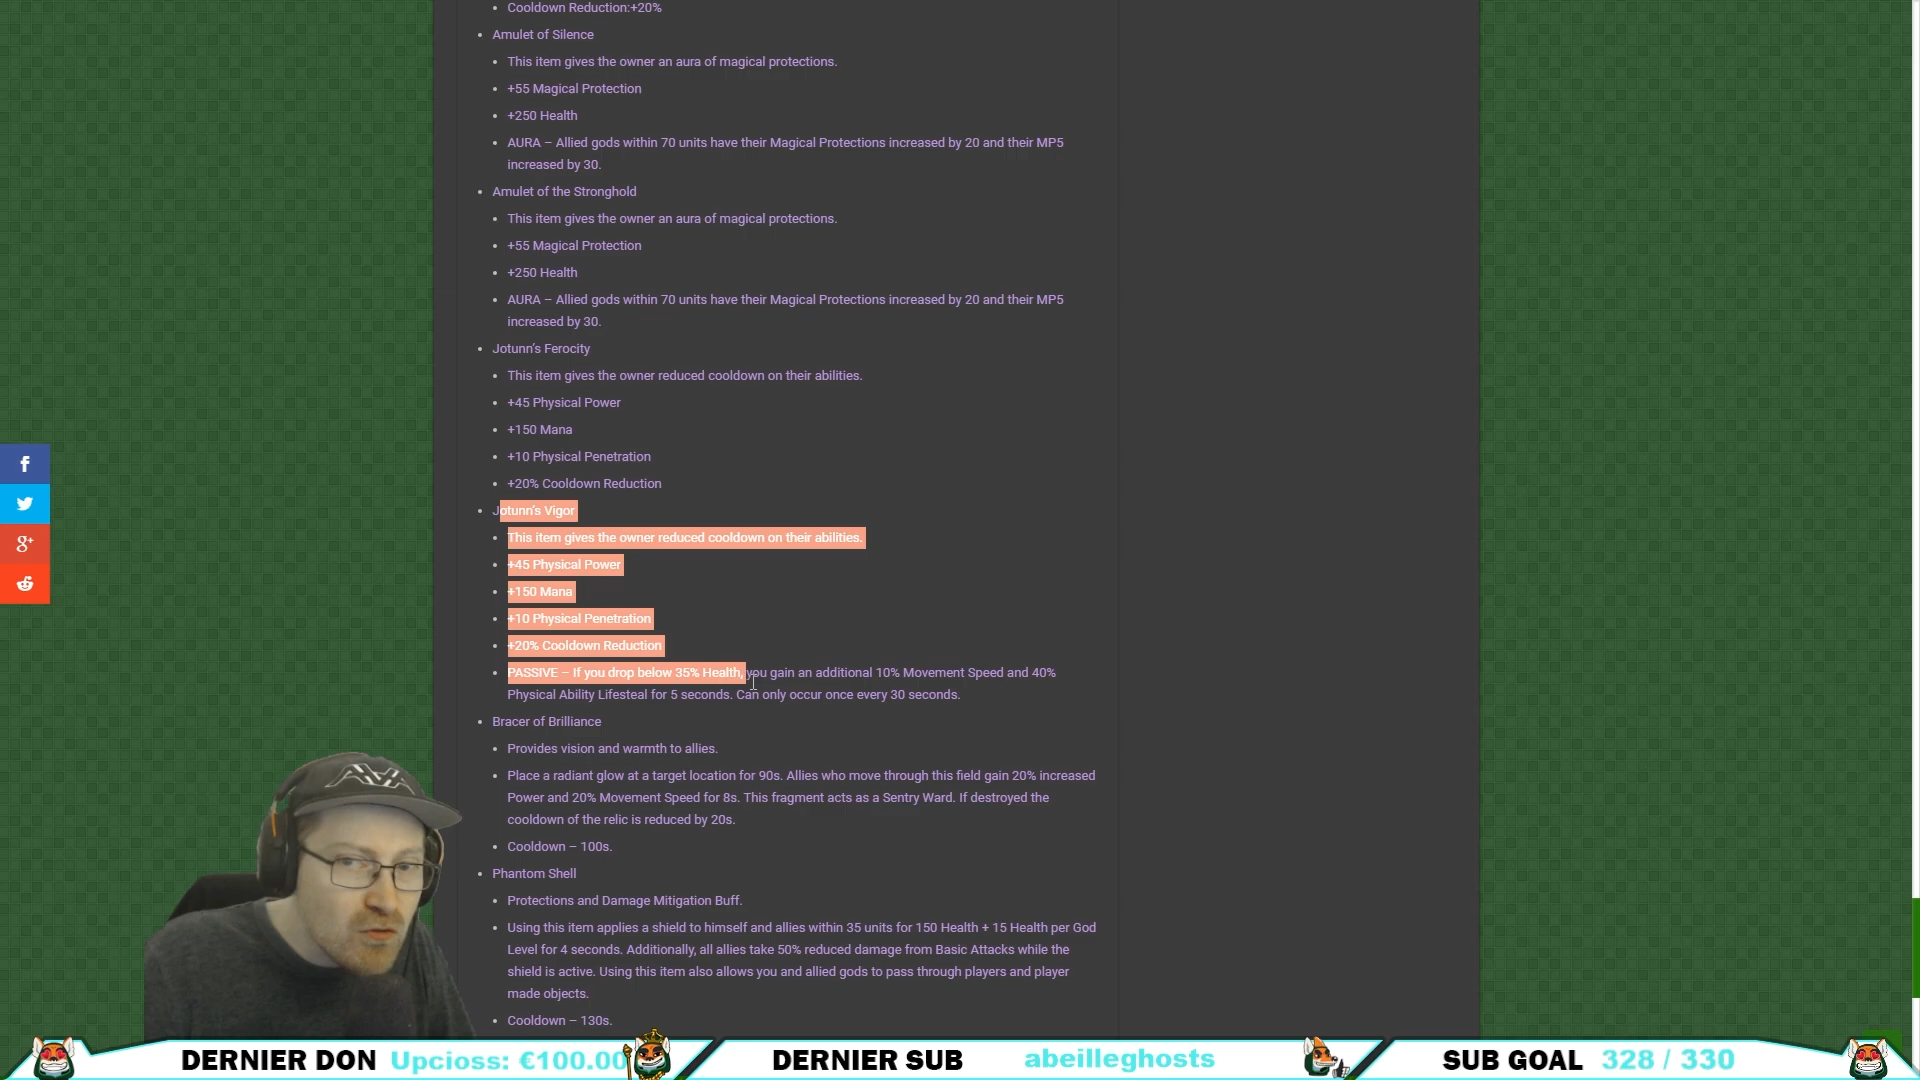 Cooldown Reduction:+20%
Amulet of Silence
This item gives the owner an aura of magical protections.
+55 Magical Protection
+250 Health
AURA – Allied gods within 70 units have their Magical Protections increased by 20 and their MP5
increased by 30.
Amulet of the Stronghold
This item gives the owner an aura of magical protections.
+55 Magical Protection
+250 Health
AURA – Allied gods within 70 units have their Magical Protections increased by 20 and their MP5
increased by 30.
Jotunn's Ferocity
This item gives the owner reduced cooldown on their abilities.
+45 Physical Power
+150 Mana
+10 Physical Penetration
+20% Cooldown Reduction
Jotunn's Vigor
This item gives the owner reduced cooldown on their abilities.
+45 Physical Power
+150 Mana
+10 Physical Penetration
+20% Cooldown Reduction
PASSIVE – If you drop below 35% Health, you gain an additional 10% Movement Speed and 40%
Physical Ability Lifesteal for 5 seconds. Can only occur once every 30 seconds.
Bracer of Brilliance
Provides vision and warmth to allies.
Place a radiant glow at a target location for 90s. Allies who move through this field gain 20% increased
Power and 20% Movement Speed for 8s. This fragment acts as a Sentry Ward. If destroyed the
cooldown of the relic is reduced by 20s.
Cooldown – 100s.
Phantom Shell
Protections and Damage Mitigation Buff.
Using this item applies a shield to himself and allies within 35 units for 150 Health + 15 Health per God
Level for 4 seconds. Additionally, all allies take 50% reduced damage from Basic Attacks while the
shield is active. Using this item also allows you and allied gods to pass through players and player
made objects.
Cooldown – 130s.
DERNIER DON Upcioss: €100.00
DERNIER SUB abeilleghosts
SUB GOAL 328 / 330